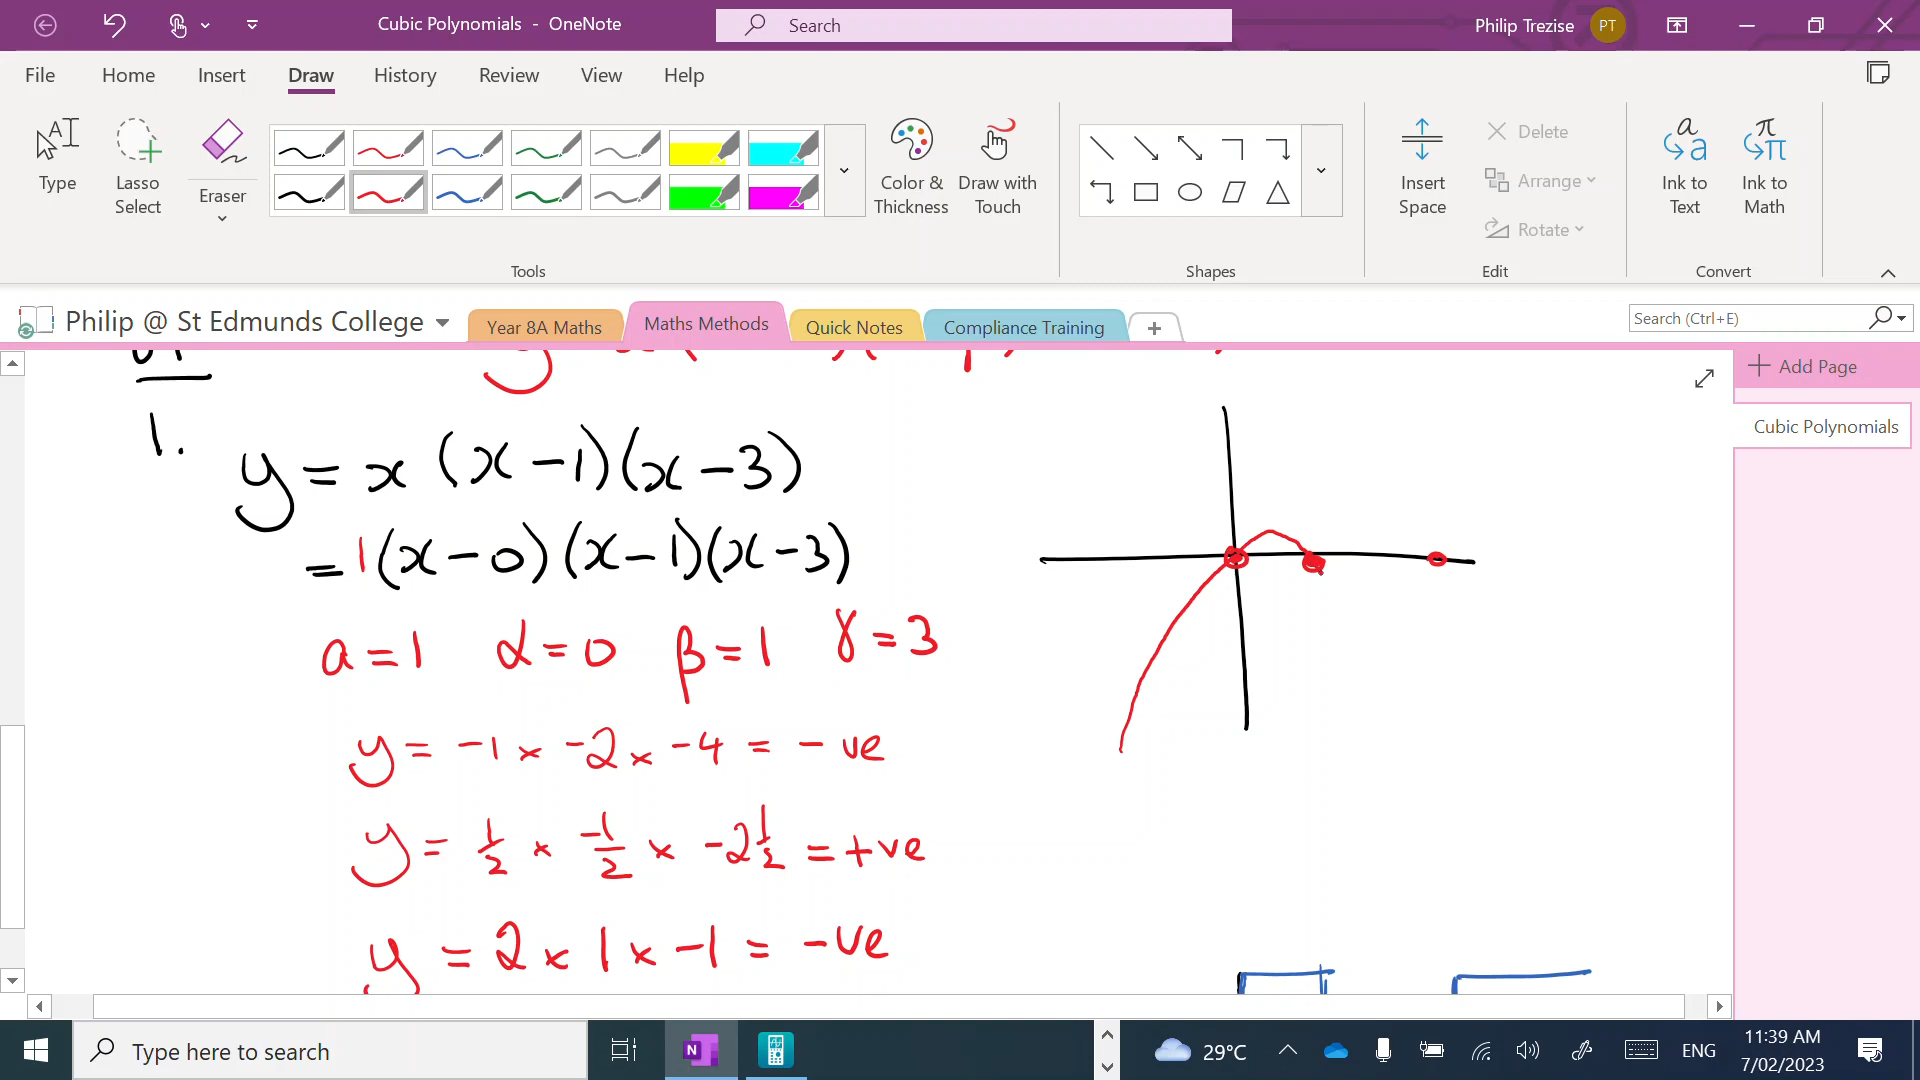 Cubic Polynomials - OneNote
Search
Philip Trezise
PT
File Home Insert Draw History Review View Help
Type
Lasso Select
Eraser
Color & Thickness
Draw with Touch
Insert Space
Delete
Arrange
Rotate
Ink to Text
Ink to Math
Tools
Shapes
Edit
Convert
Philip @ St Edmunds College
Year 8A Maths
Maths Methods
Quick Notes
Compliance Training
Search (Ctrl+E)
Add Page
Cubic Polynomials
1.
y = x (x - 1)(x - 3)
= 1(x - 0)(x - 1)(x - 3)
a = 1 α = 0 β = 1 γ = 3
y = -1 x -2 x -4 = - ve
y = 1/2 x -1/2 x -2 1/2 = +ve
y = 2 x 1 x -1 = -ve
Type here to search
29°C
ENG
11:39 AM
7/02/2023